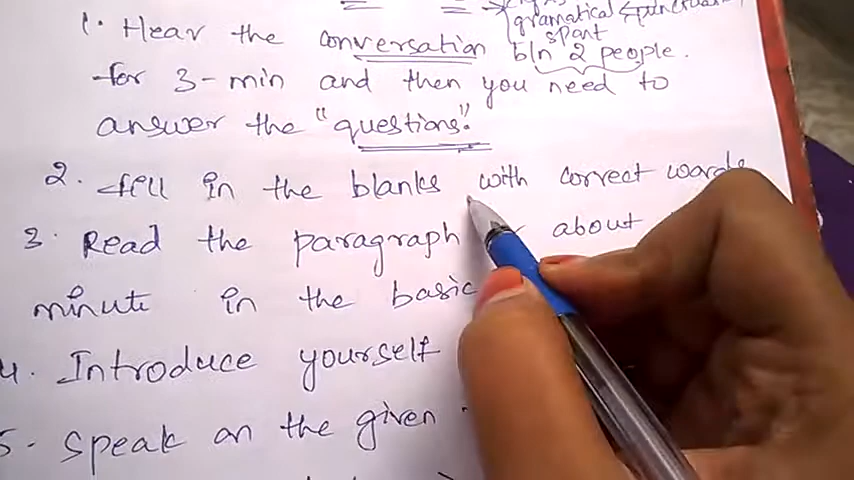 gramatical
spant
1. Hear the conversation b/n 2 people.
for 3-min and then you need to
answer the "questions".
2. fill in the blanks with correct words
3. Read the paragraph about
minute in the basic
4. Introduce yourself
5. speak on the given